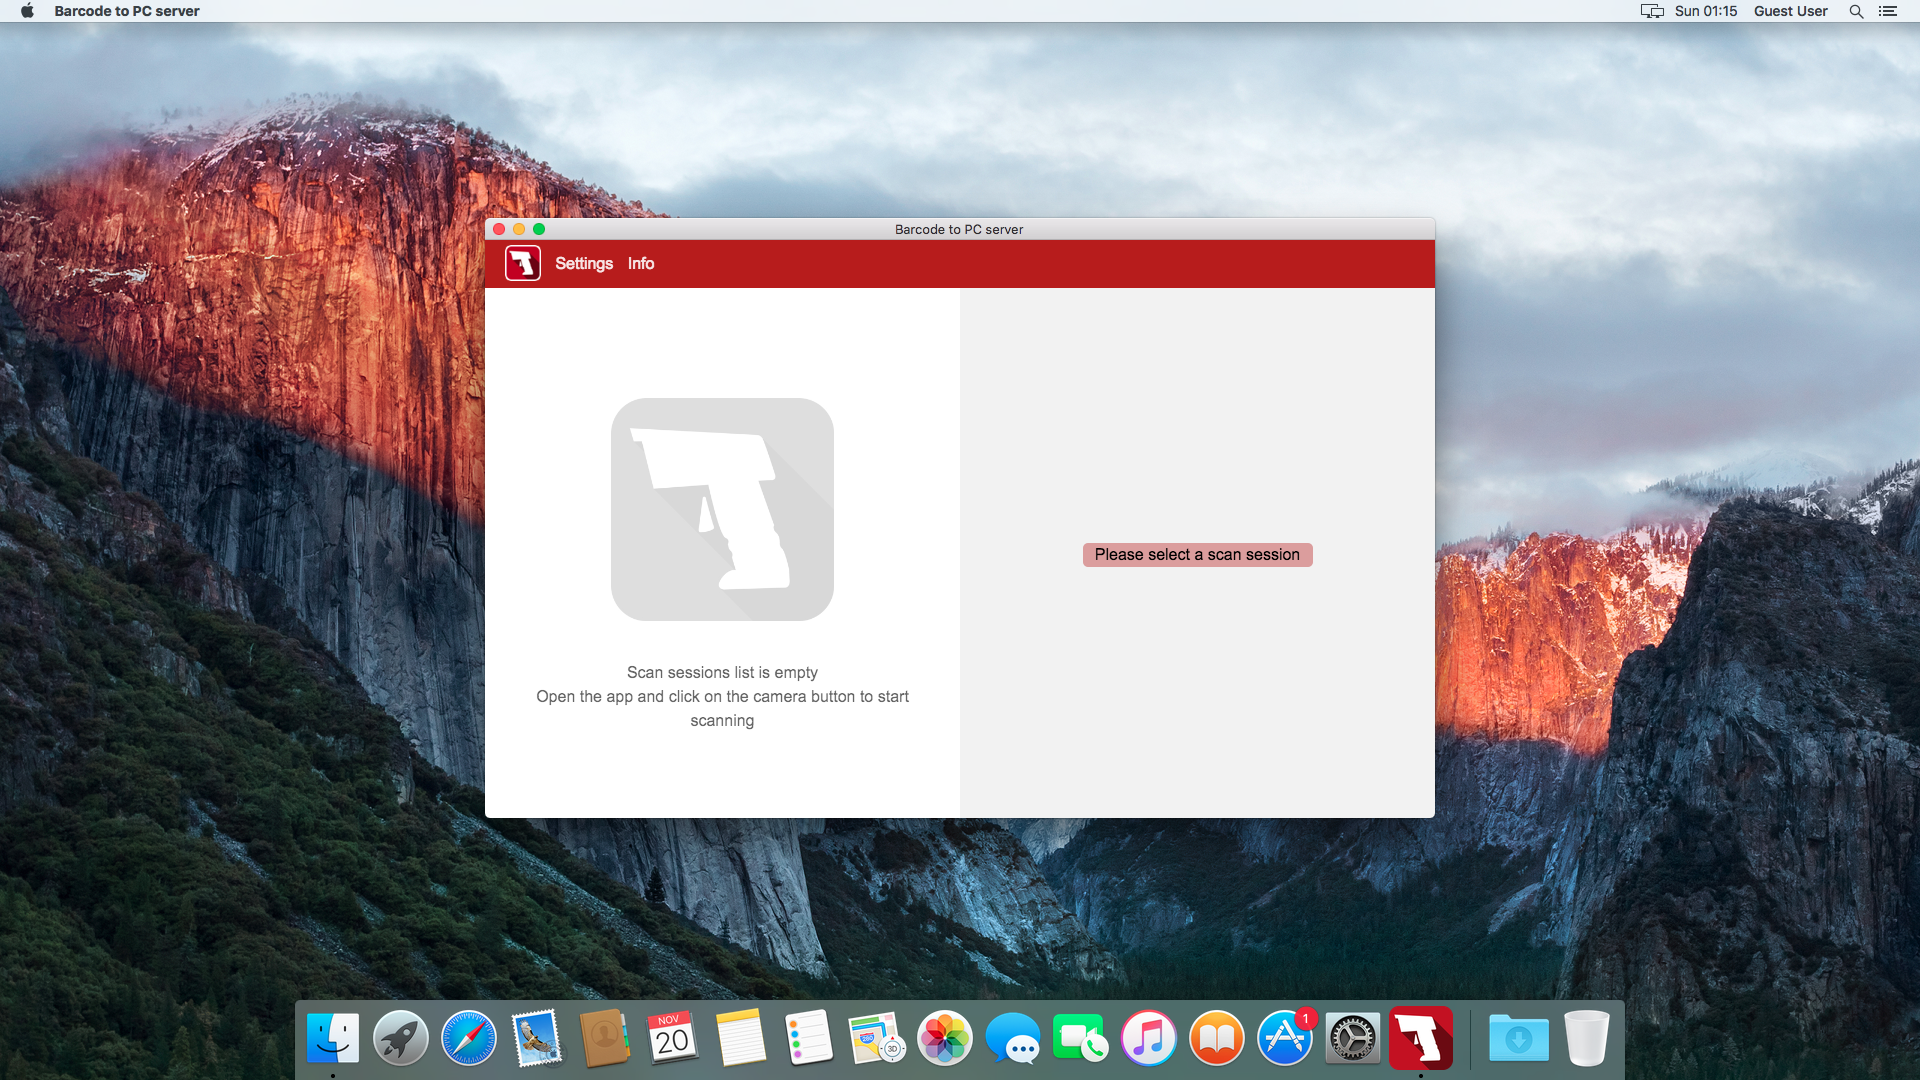 Barcode to PC server
Sun 01:15 Guest User
Barcode to PC server
Settings Info
Please select a scan session
Scan sessions list is empty
Open the app and click on the camera button to start
scanning
NOV
20
280
3D
1